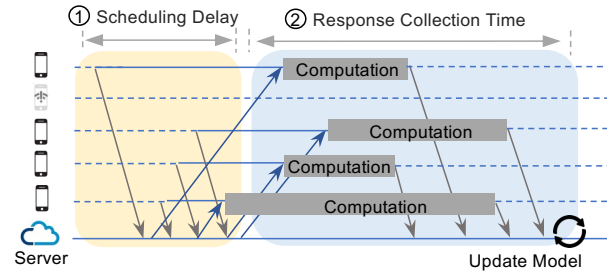 ① Scheduling Delay
② Response Collection Time
Computation
Computation
Computation
Computation
Server
Update Model